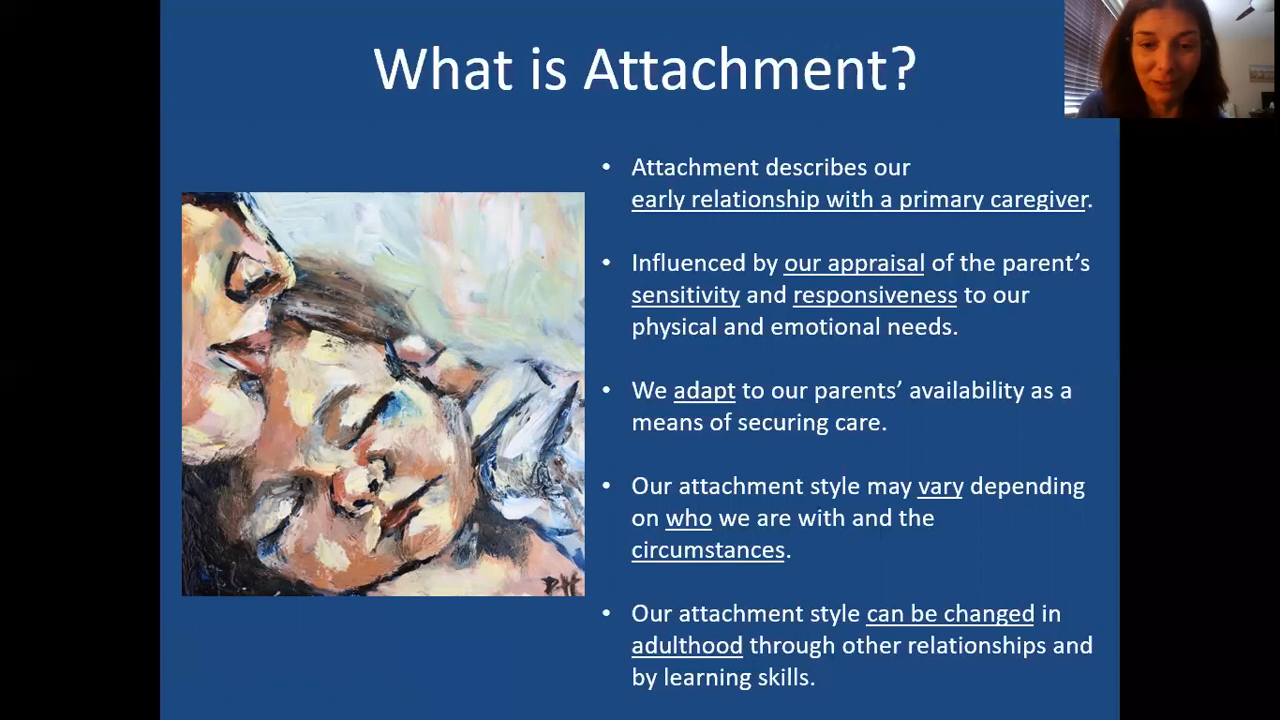 What is Attachment?
• Attachment describes our
early relationship with a primary caregiver.
• Influenced by our appraisal of the parent’s
sensitivity and responsiveness to our
physical and emotional needs.
• We adapt to our parents’ availability as a
means of securing care.
• Our attachment style may vary depending
on who we are with and the
circumstances.
• Our attachment style can be changed in
adulthood through other relationships and
by learning skills.